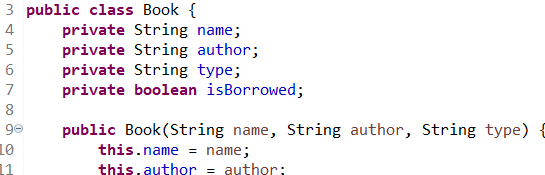 3 public class Book {
4 private String name;
5 private String author;
6 private String type;
7 private boolean isBorrowed;
8
9 public Book(String name, String author, String type) {
10 this.name = name;
11 this.author = author;